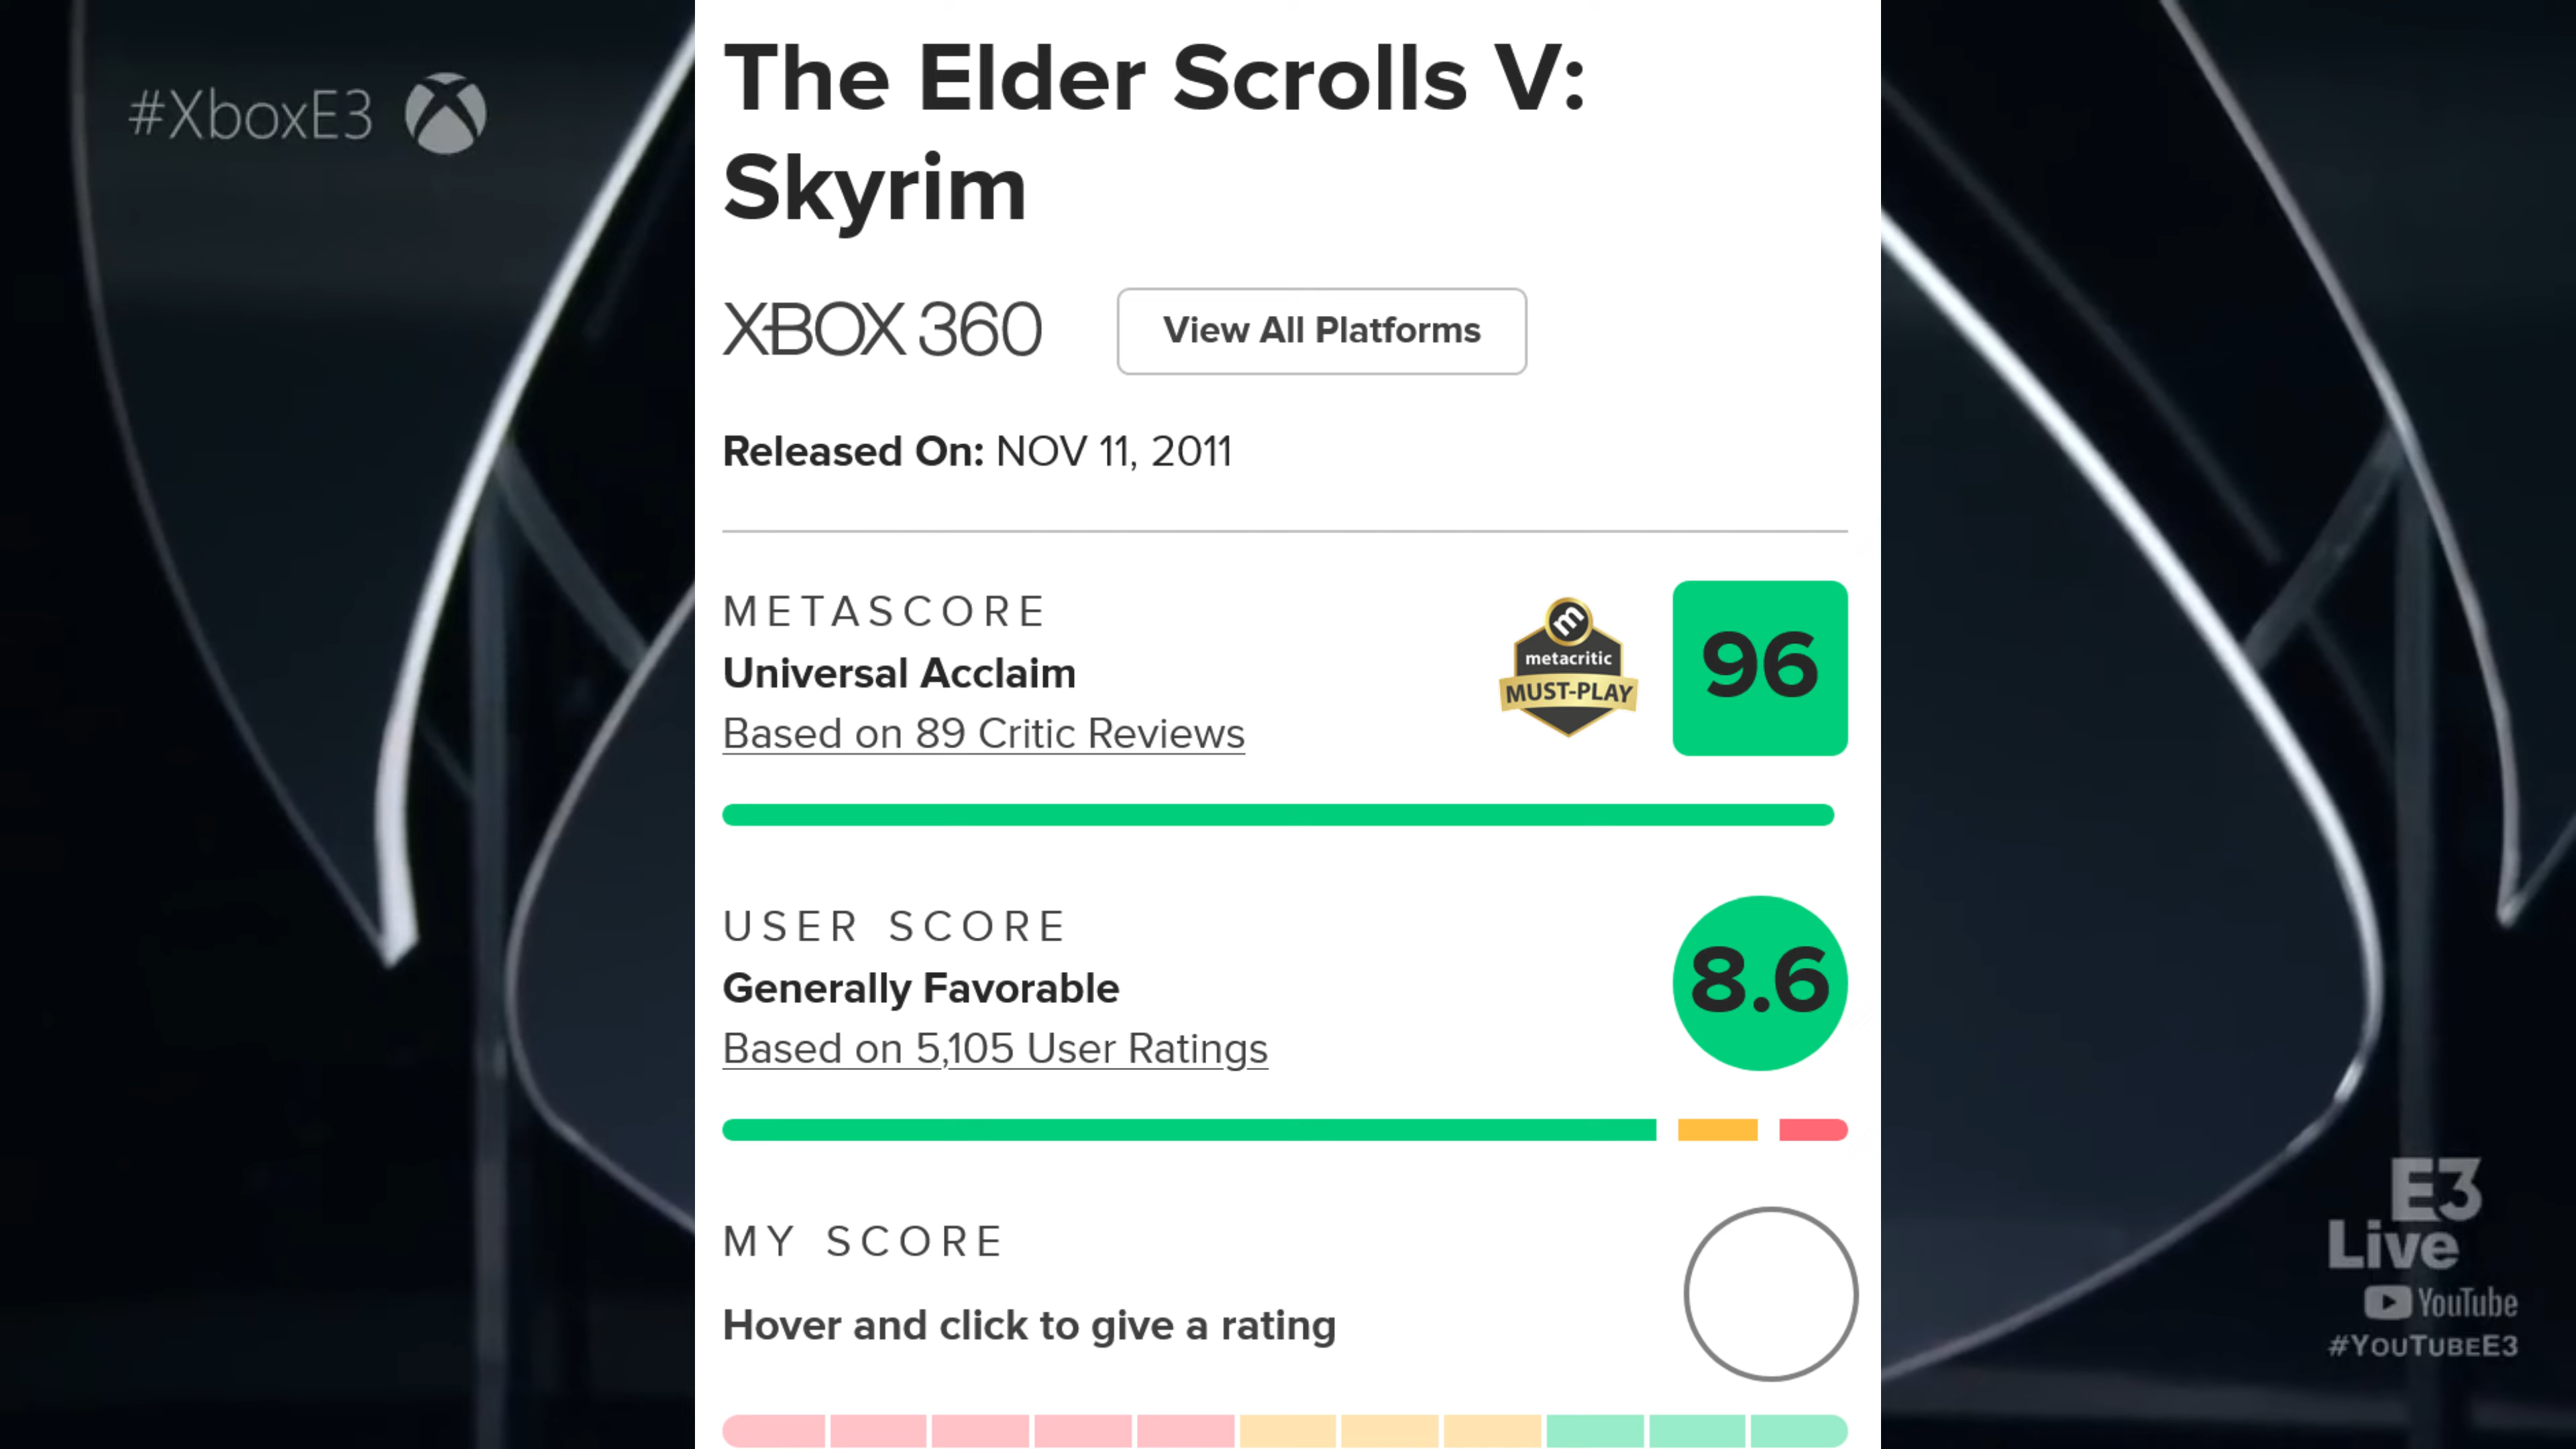 #XboxE3
The Elder Scrolls V:
Skyrim
XBOX 360
View All Platforms
Released On: NOV 11, 2011
METASCORE
Universal Acclaim
Based on 89 Critic Reviews
m
metacritic
MUST-PLAY
96
USER SCORE
Generally Favorable
Based on 5,105 User Ratings
8.6
MY SCORE
Hover and click to give a rating
E3
Live
YouTube
#YOUTUBEE3